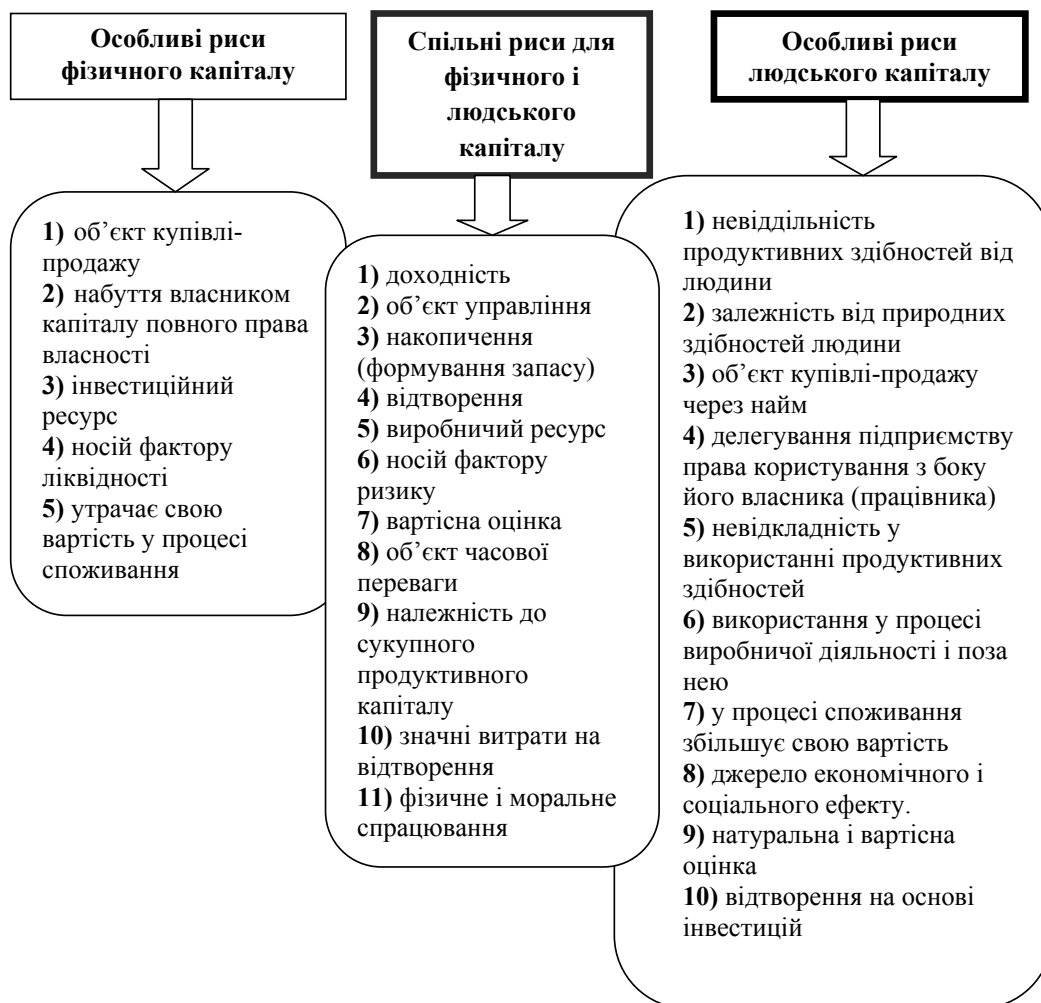 Особливі риси
фізичного капіталу
Спільні риси для
фізичного і
людського
капіталу
Особливі риси
людського капіталу
1) об’єкт купівлі-
продажу
2) набуття власником
капіталу повного права
власності
3) інвестиційний
ресурс
4) носій фактору
ліквідності
5) утрачає свою
вартість у процесі
споживання
1) доходність
2) об’єкт управління
3) накопичення
(формування запасу)
4) відтворення
5) виробничий ресурс
6) носій фактору
ризику
7) вартісна оцінка
8) об’єкт часової
переваги
9) належність до
сукупного
продуктивного
капіталу
10) значні витрати на
відтворення
11) фізичне і моральне
спрацювання
1) невіддільність
продуктивних здібностей від
людини
2) залежність від природних
здібностей людини
3) об’єкт купівлі-продажу
через найм
4) делегування підприємству
права користування з боку
його власника (працівника)
5) невідкладність у
використанні продуктивних
здібностей
6) використання у процесі
виробничої діяльності і поза
нею
7) у процесі споживання
збільшує свою вартість
8) джерело економічного і
соціального ефекту.
9) натуральна і вартісна
оцінка
10) відтворення на основі
інвестицій